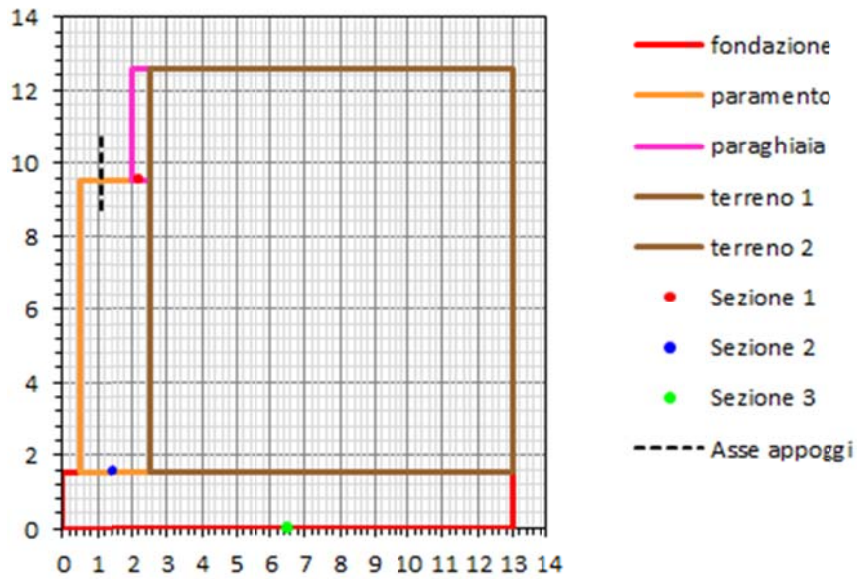 14
12
10
8
6
4
2
0
0 1 2 3 4 5 6 7 8 9 10 11 12 13 14
fondazione
paramento
paraghiaia
terreno 1
terreno 2
Sezione 1
Sezione 2
Sezione 3
Asse appoggi